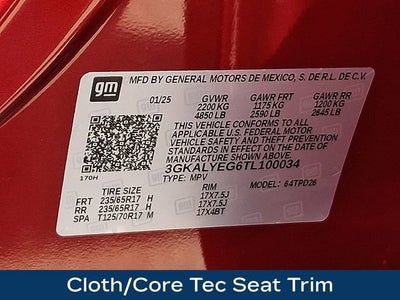 gm
MFD BY GENERAL MOTORS DE MEXICO, S. DE R.L. DE C.V.
01/25 GVWR GAWR FRT GAWR RR
2200 KG 1175 KG 1200 KG
4850 LB 2590 LB 2645 LB
THIS VEHICLE CONFORMS TO ALL
APPLICABLE U.S. FEDERAL MOTOR
VEHICLE SAFETY AND THEFT PREVENTION
STANDARDS IN EFFECT ON THE DATE OF
MANUFACTURE SHOWN ABOVE.
3GKALYEG6TL100034
170H TYPE: MPV 64TPD26
TIRE SIZE RIM
FRT 235/65R17 H 17X7.5J
RR 235/65R17 H 17X7.5J
SPA T125/70R17 M 17X4BT
Cloth/Core Tec Seat Trim